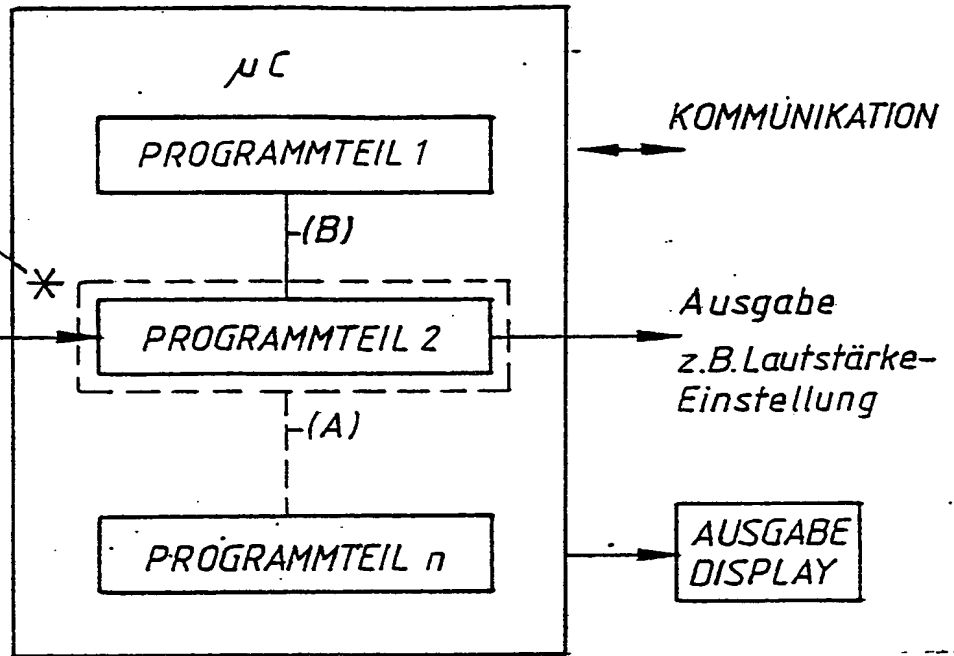 µC
PROGRAMMTEIL 1
KOMMUNIKATION
(B)
*
PROGRAMMTEIL 2
Ausgabe
z.B. Lautstärke-
Einstellung
(A)
PROGRAMMTEIL n
AUSGABE
DISPLAY